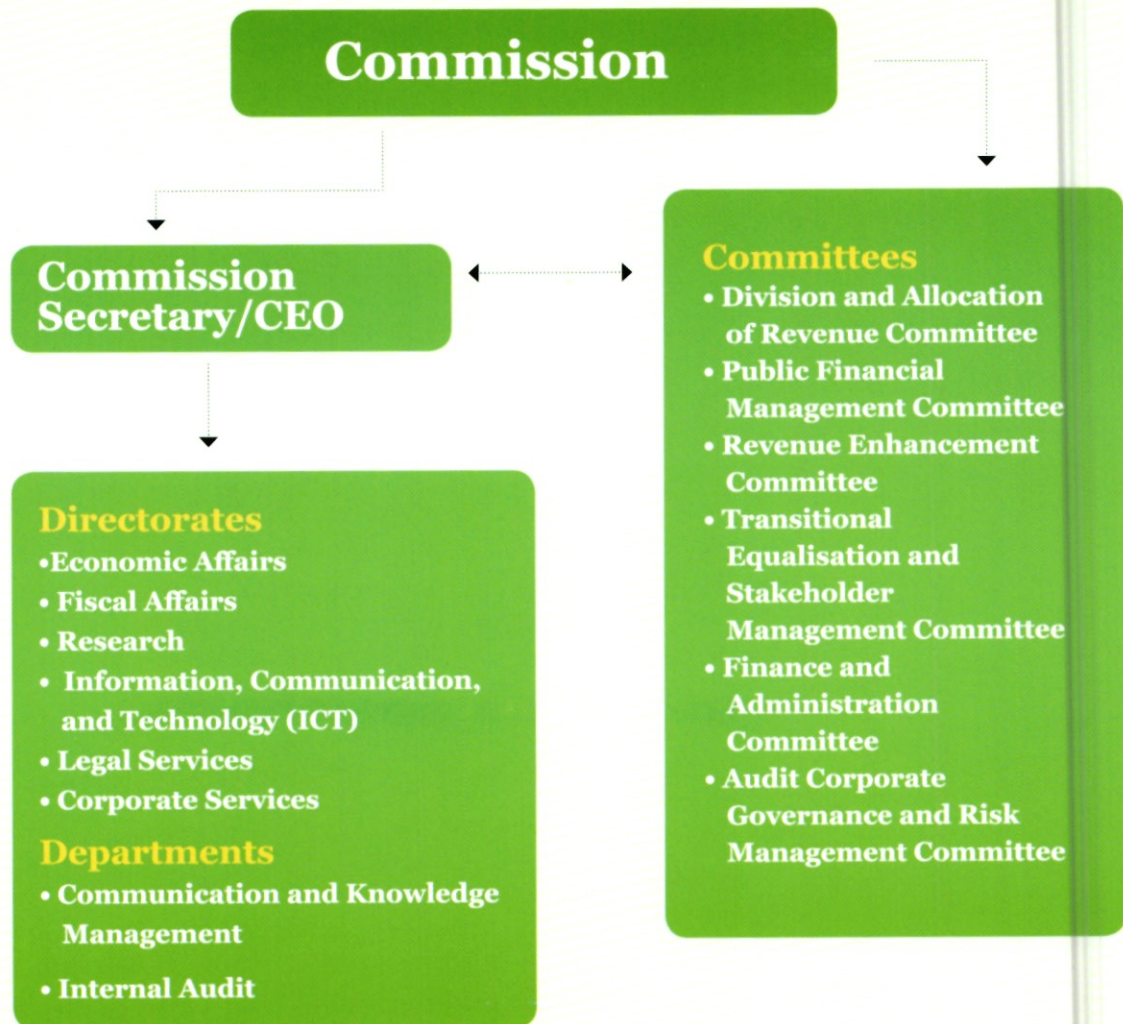 Commission
Commission
Secretary/CEO
Directorates
•Economic Affairs
• Fiscal Affairs
• Research
• Information, Communication,
and Technology (ICT)
• Legal Services
• Corporate Services
Departments
• Communication and Knowledge
Management
• Internal Audit
Committees
• Division and Allocation
of Revenue Committee
• Public Financial
Management Committee
• Revenue Enhancement
Committee
• Transitional
Equalisation and
Stakeholder
Management Committee
• Finance and
Administration
Committee
• Audit Corporate
Governance and Risk
Management Committee